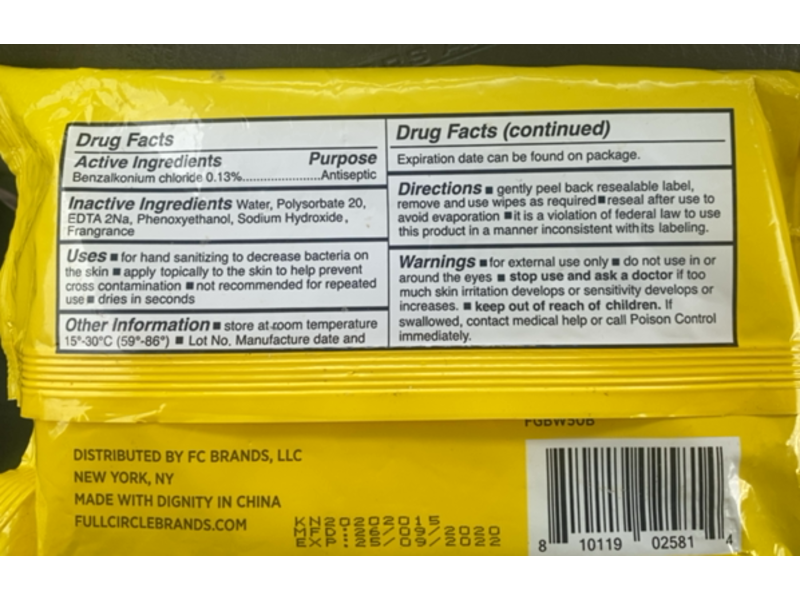 Drug Facts
Active Ingredients Purpose
Benzalkonium chloride 0.13%......................Antiseptic
Inactive Ingredients Water, Polysorbate 20,
EDTA 2Na, Phenoxyethanol, Sodium Hydroxide,
Frangrance
Uses ■ for hand sanitizing to decrease bacteria on
the skin ■ apply topically to the skin to help prevent
cross contamination ■ not recommended for repeated
use ■ dries in seconds
Other Information ■ store at room temperature
15°-30°C (59°-86°) ■ Lot No. Manufacture date and
Drug Facts (continued)
Expiration date can be found on package.
Directions ■ gently peel back resealable label,
remove and use wipes as required ■ reseal after use to
avoid evaporation ■ it is a violation of federal law to use
this product in a manner inconsistent with its labeling.
Warnings ■ for external use only ■ do not use in or
around the eyes ■ stop use and ask a doctor if too
much skin irritation develops or sensitivity develops or
increases. ■ keep out of reach of children. If
swallowed, contact medical help or call Poison Control
immediately.
DISTRIBUTED BY FC BRANDS, LLC
NEW YORK, NY
MADE WITH DIGNITY IN CHINA
FULLCIRCLEBRANDS.COM
KN20202015
MFD:26/09/2020
EXP:25/09/2022
8 10119 02581 4